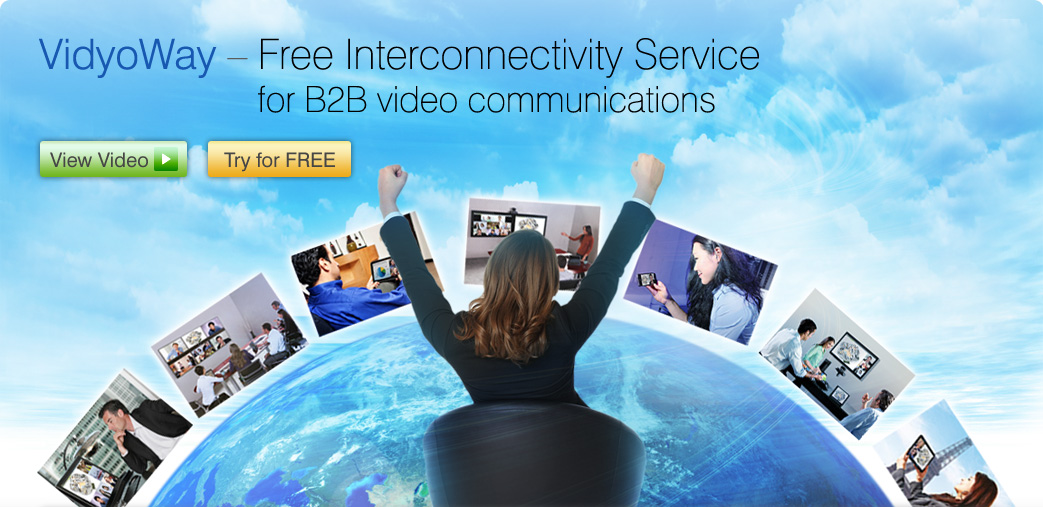 VidyoWay – Free Interconnectivity Service
for B2B video communications
View Video
Try for FREE